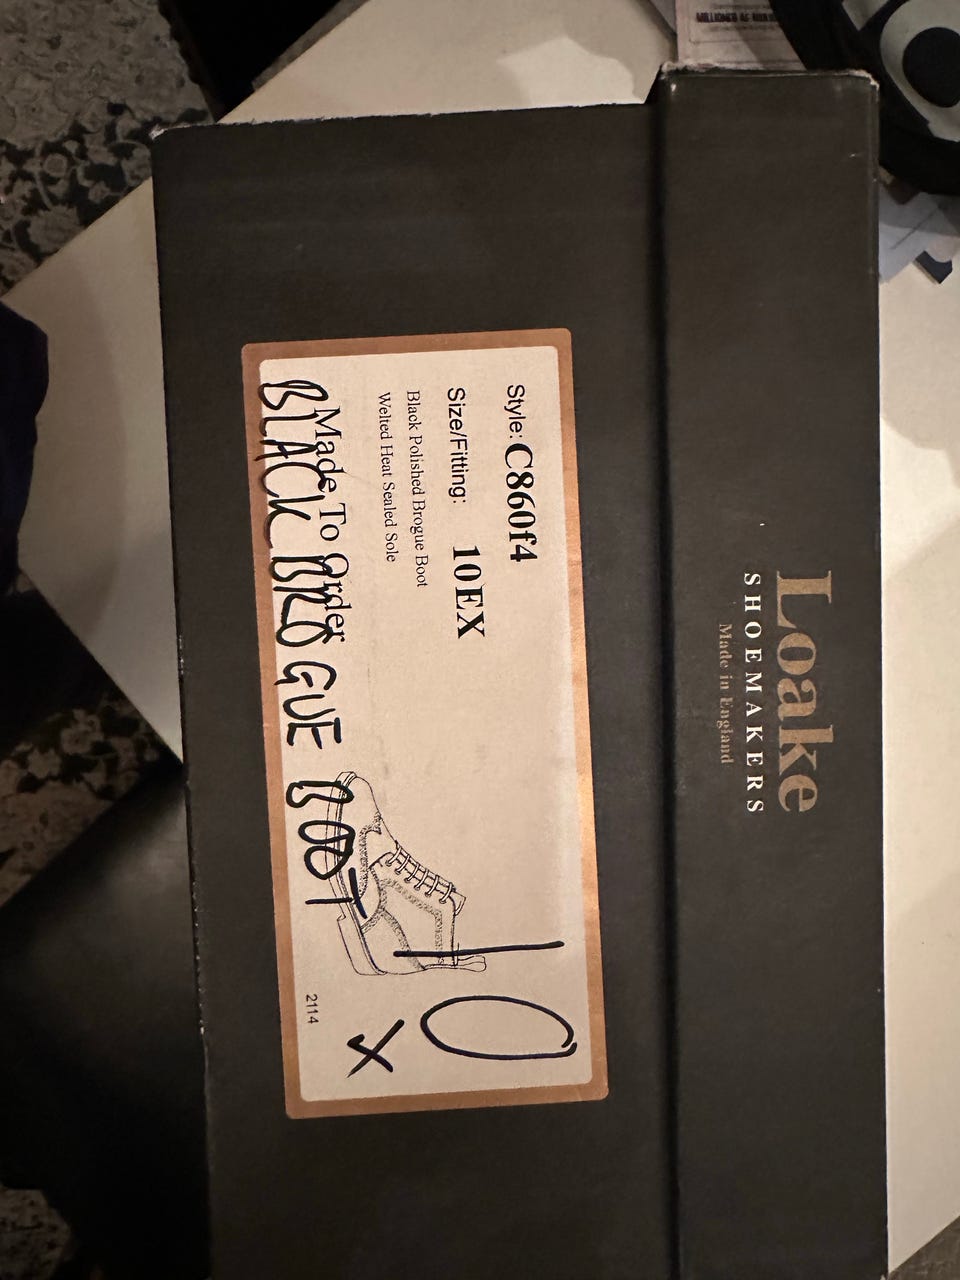 Loake
SHOEMAKERS
Made in England
Style: C860f4
Size/Fitting: 10EX
Black Polished Brogue Boot
Welted Heat Sealed Sole
Made To Order
BLACK BROGUE BOOT
10
X
2114